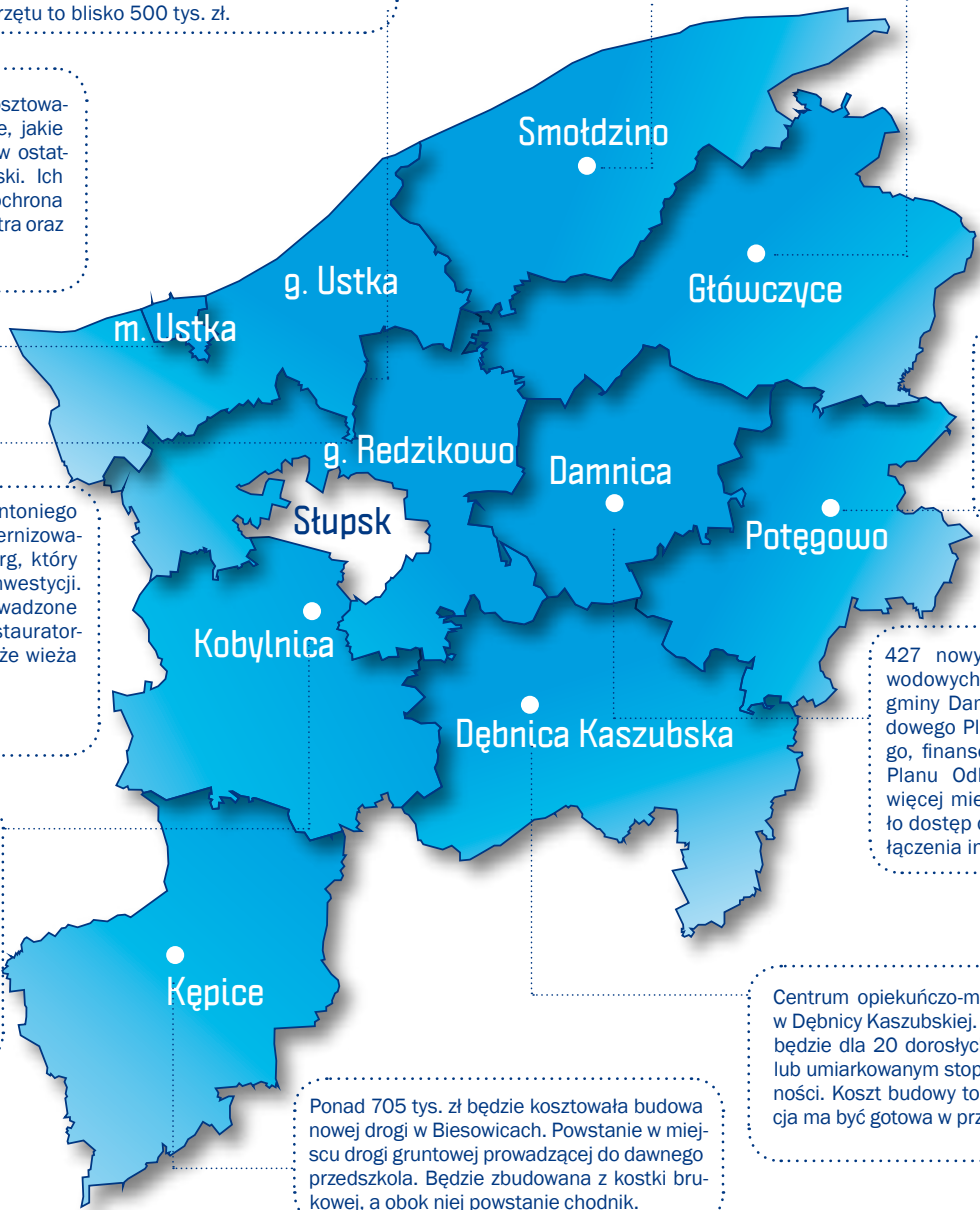 rzętu to blisko 500 tys. zł.
osztowa-
e, jakie
w ostat-
ski. Ich
ochrona
tra oraz
Smołdzino
g. Ustka
Główczyce
m. Ustka
g. Redzikowo
Damnica
Słupsk
Potęgowo
ntoniego
ernizowa-
rg, który
nwestycji.
wadzone
staurator-
że wieża
Kobylnica
Dębnica Kaszubska
427 nowy
wodowych
gminy Dar
dowego Pl
go, finanso
Planu Odl
więcej mie
ło dostęp
łączenia in
Kępice
Centrum opiekuńczo-m
w Dębnicy Kaszubskiej.
będzie dla 20 dorosłyc
lub umiarkowanym stop
ności. Koszt budowy to
cja ma być gotowa w prz
Ponad 705 tys. zł będzie kosztowała budowa
nowej drogi w Biesowicach. Powstanie w miej-
scu drogi gruntowej prowadzącej do dawnego
przedszkola. Będzie zbudowana z kostki bru-
kowej, a obok niej powstanie chodnik.